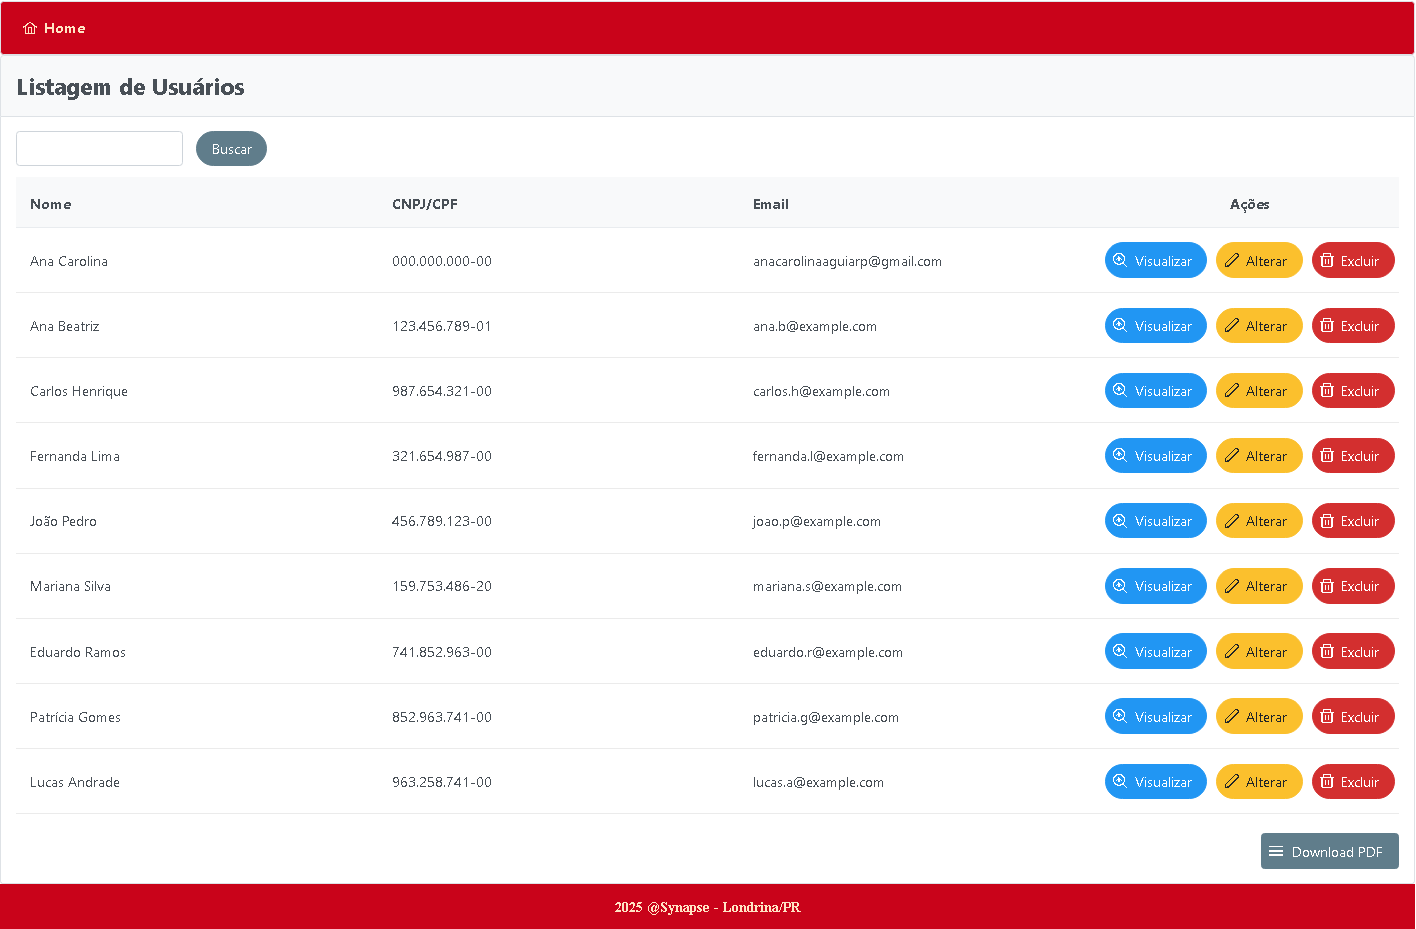 Home
Listagem de Usuários
Buscar
Nome CNPJ/CPF Email Ações
Ana Carolina 000.000.000-00 anacarolinaaguiarp@gmail.com Visualizar Alterar Excluir
Ana Beatriz 123.456.789-01 ana.b@example.com Visualizar Alterar Excluir
Carlos Henrique 987.654.321-00 carlos.h@example.com Visualizar Alterar Excluir
Fernanda Lima 321.654.987-00 fernanda.l@example.com Visualizar Alterar Excluir
João Pedro 456.789.123-00 joao.p@example.com Visualizar Alterar Excluir
Mariana Silva 159.753.486-20 mariana.s@example.com Visualizar Alterar Excluir
Eduardo Ramos 741.852.963-00 eduardo.r@example.com Visualizar Alterar Excluir
Patrícia Gomes 852.963.741-00 patricia.g@example.com Visualizar Alterar Excluir
Lucas Andrade 963.258.741-00 lucas.a@example.com Visualizar Alterar Excluir
Download PDF
2025 @Synapse - Londrina/PR